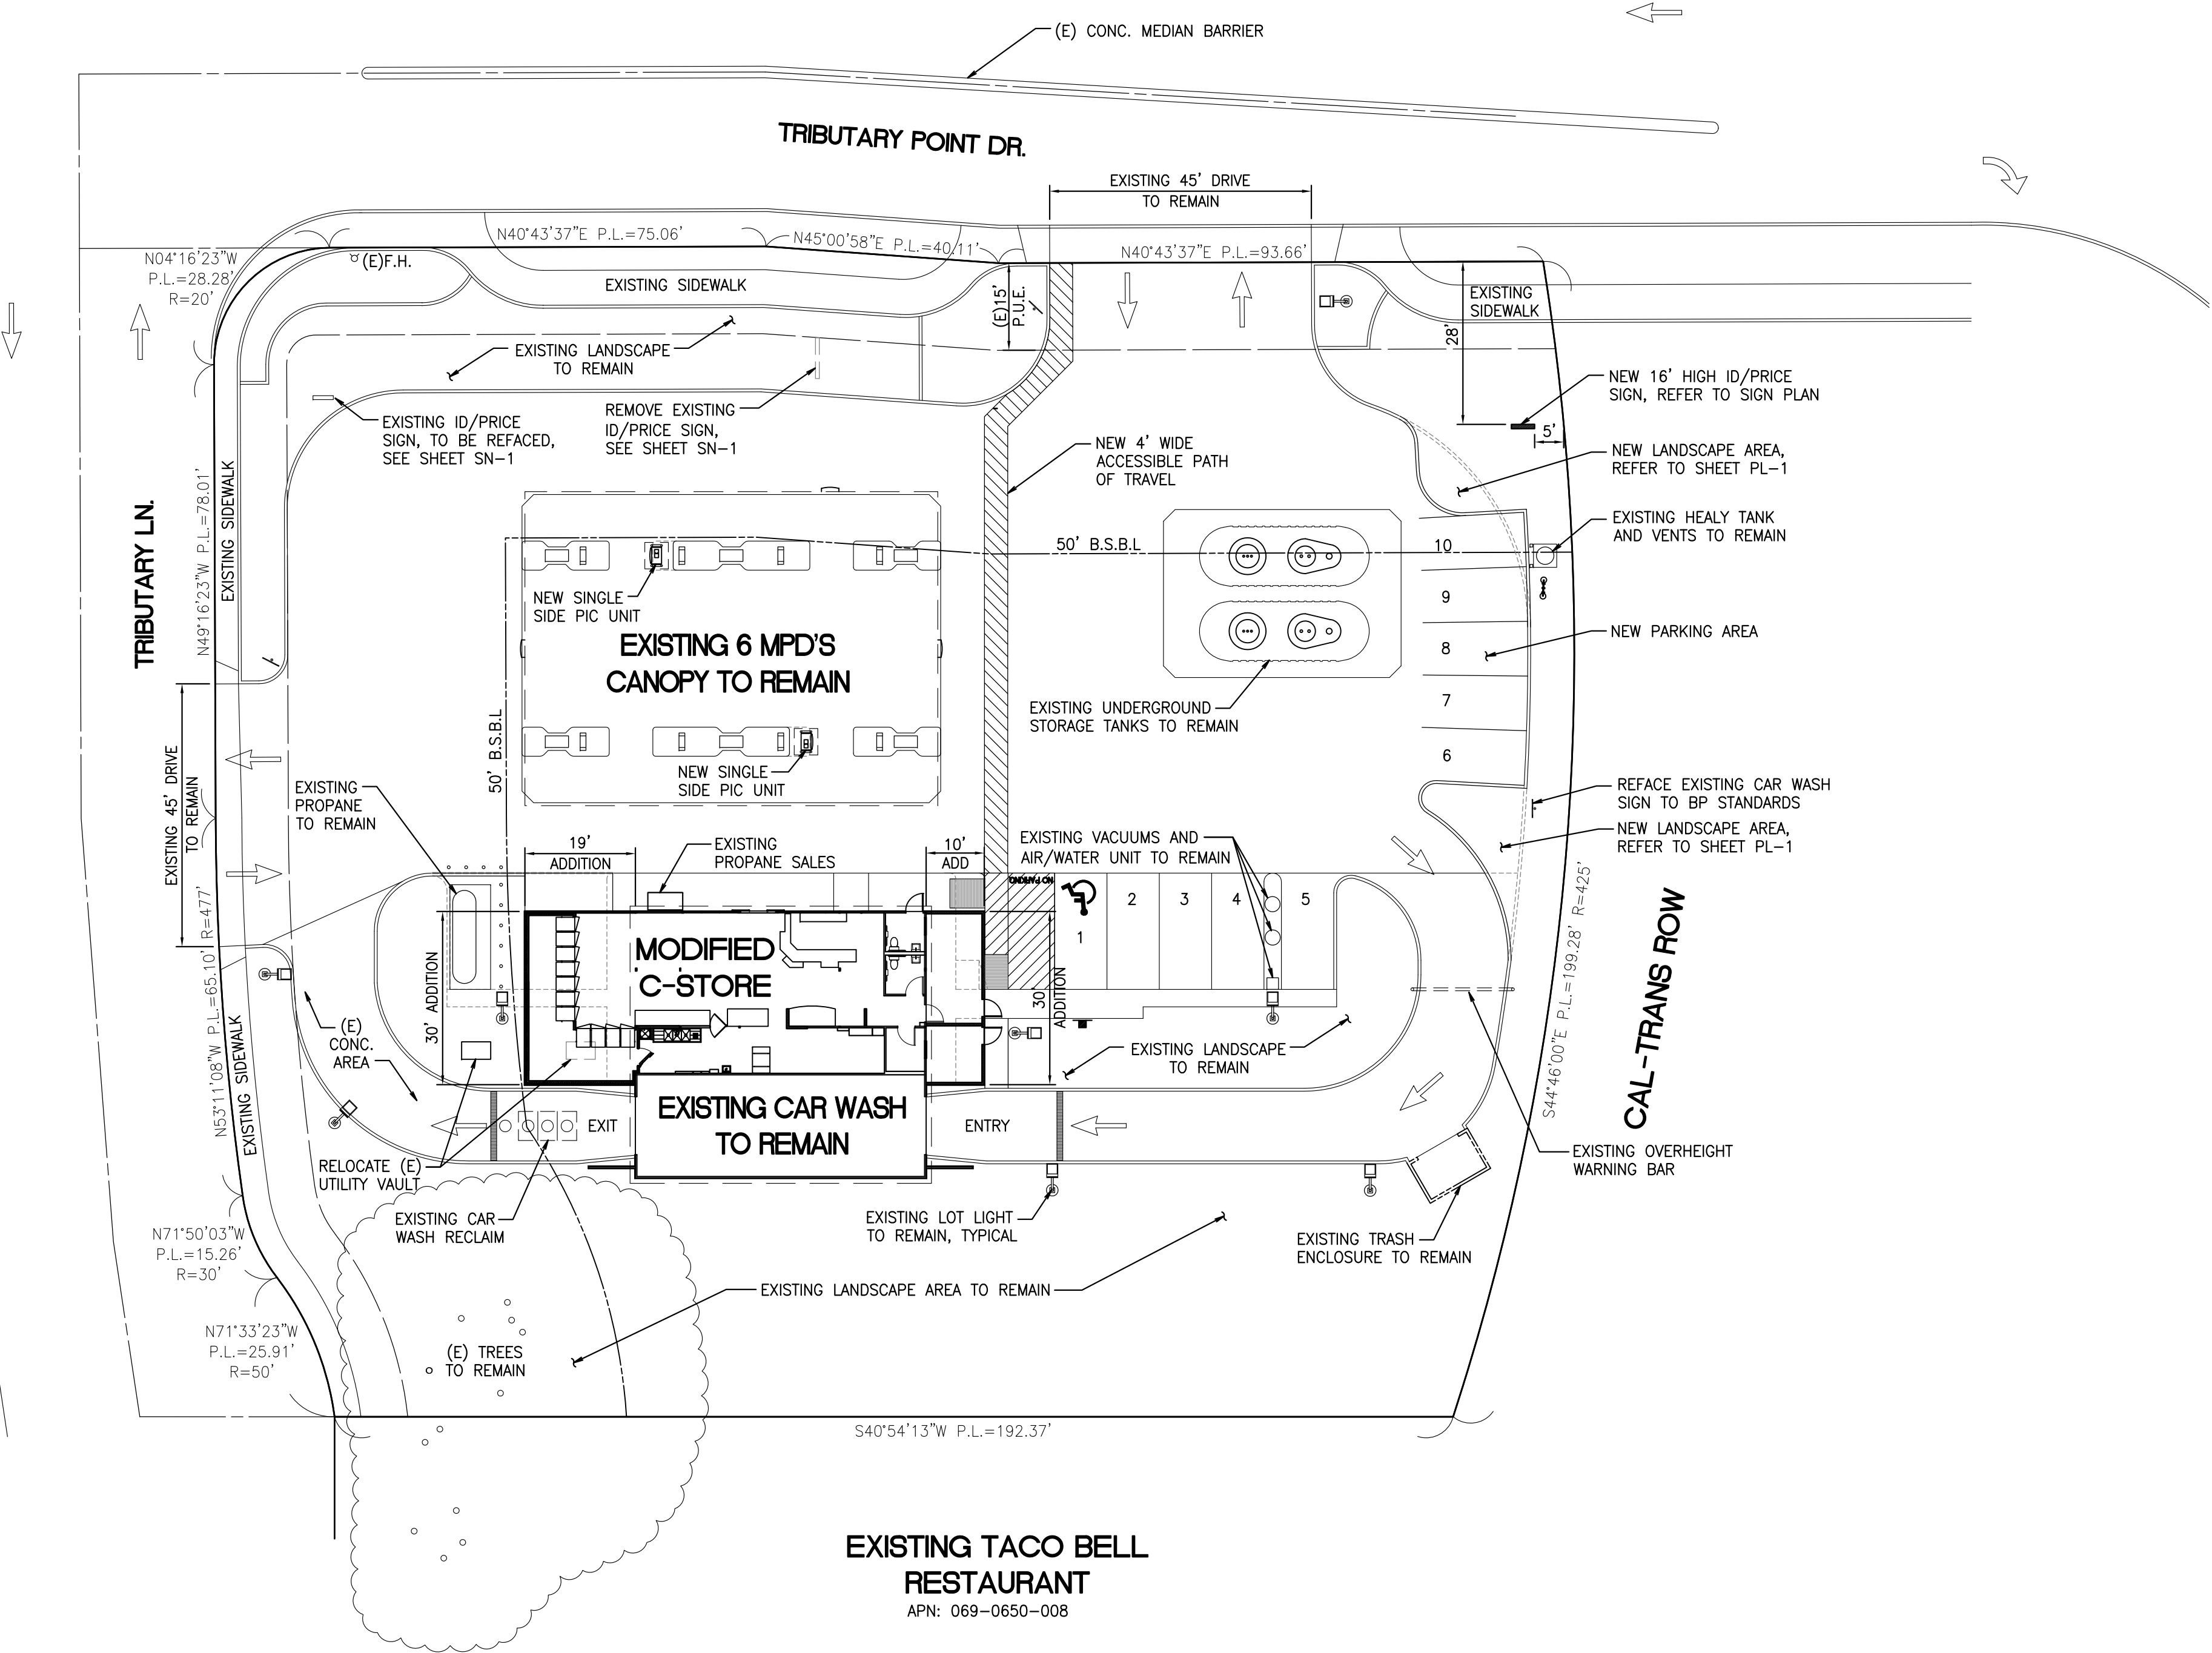 (E) CONC. MEDIAN BARRIER
TRIBUTARY POINT DR.
EXISTING 45' DRIVE
TO REMAIN
N40°43'37"E P.L.=75.06'
N45°00'58"E P.L.=40.11'
N40°43'37"E P.L.=93.66'
N04°16'23"W
P.L.=28.28'
R=20'
(E)F.H.
EXISTING SIDEWALK
(E)15'
P.U.E.
EXISTING
SIDEWALK
28'
EXISTING LANDSCAPE
TO REMAIN
NEW 16' HIGH ID/PRICE
SIGN, REFER TO SIGN PLAN
5'
EXISTING ID/PRICE
SIGN, TO BE REFACED,
SEE SHEET SN-1
REMOVE EXISTING
ID/PRICE SIGN,
SEE SHEET SN-1
NEW 4' WIDE
ACCESSIBLE PATH
OF TRAVEL
NEW LANDSCAPE AREA,
REFER TO SHEET PL-1
TRIBUTARY LN.
N49°16'23"W P.L.=78.01'
EXISTING SIDEWALK
EXISTING HEALY TANK
AND VENTS TO REMAIN
50' B.S.B.L
10
9
8
7
6
NEW SINGLE
SIDE PIC UNIT
EXISTING 6 MPD'S
CANOPY TO REMAIN
NEW PARKING AREA
EXISTING UNDERGROUND
STORAGE TANKS TO REMAIN
50' B.S.B.L
NEW SINGLE
SIDE PIC UNIT
EXISTING 45' DRIVE
TO REMAIN
EXISTING
PROPANE
TO REMAIN
REFACE EXISTING CAR WASH
SIGN TO BP STANDARDS
NEW LANDSCAPE AREA,
REFER TO SHEET PL-1
19'
ADDITION
EXISTING
PROPANE SALES
10'
ADD
EXISTING VACUUMS AND
AIR/WATER UNIT TO REMAIN
NO PARKING
1
2
3
4
5
MODIFIED
C-STORE
30' ADDITION
30'
ADDITION
CAL-TRANS ROW
S44°46'00"E P.L.=199.28' R=425'
N53°11'08"W P.L.=65.10' R=477'
EXISTING SIDEWALK
(E)
CONC.
AREA
EXISTING LANDSCAPE
TO REMAIN
EXISTING CAR WASH
TO REMAIN
EXIT
ENTRY
EXISTING OVERHEIGHT
WARNING BAR
RELOCATE (E)
UTILITY VAULT
EXISTING CAR
WASH RECLAIM
EXISTING LOT LIGHT
TO REMAIN, TYPICAL
EXISTING TRASH
ENCLOSURE TO REMAIN
N71°50'03"W
P.L.=15.26'
R=30'
EXISTING LANDSCAPE AREA TO REMAIN
N71°33'23"W
P.L.=25.91'
R=50'
(E) TREES
TO REMAIN
S40°54'13"W P.L.=192.37'
EXISTING TACO BELL
RESTAURANT
APN: 069-0650-008